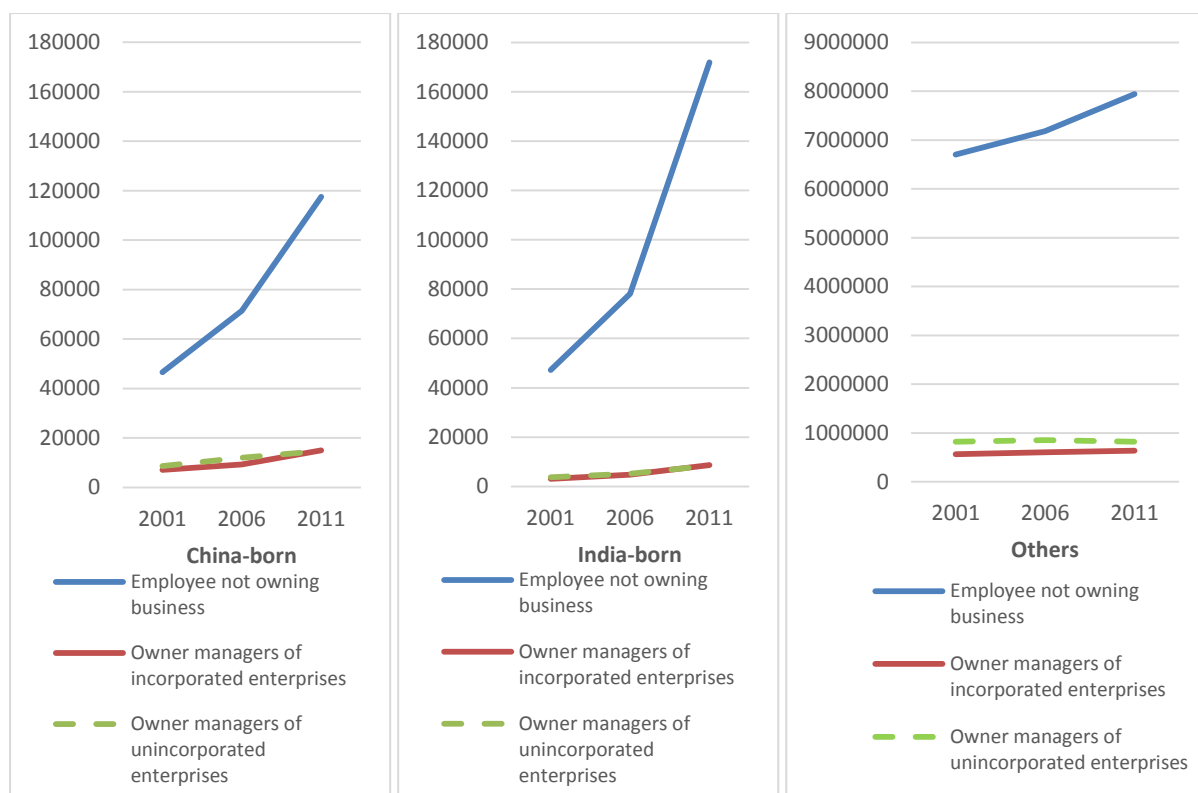 180000
160000
140000
120000
100000
80000
60000
40000
20000
0
2001 2006 2011
China-born
Employee not owning
business
Owner managers of
incorporated enterprises
Owner managers of
unincorporated
enterprises
180000
160000
140000
120000
100000
80000
60000
40000
20000
0
2001 2006 2011
India-born
Employee not owning
business
Owner managers of
incorporated enterprises
Owner managers of
unincorporated
enterprises
9000000
8000000
7000000
6000000
5000000
4000000
3000000
2000000
1000000
0
2001 2006 2011
Others
Employee not owning
business
Owner managers of
incorporated enterprises
Owner managers of
unincorporated enterprises